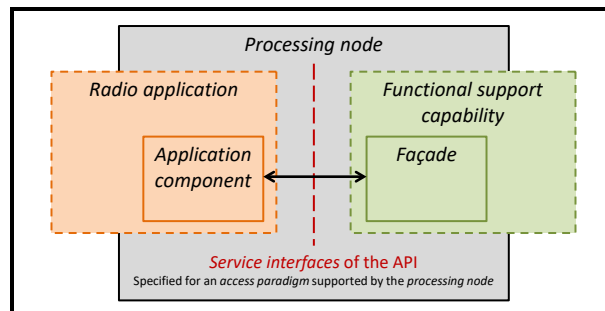 Processing node
Radio application
Functional support
capability
Application
component
Façade
Service interfaces of the API
Specified for an access paradigm supported by the processing node